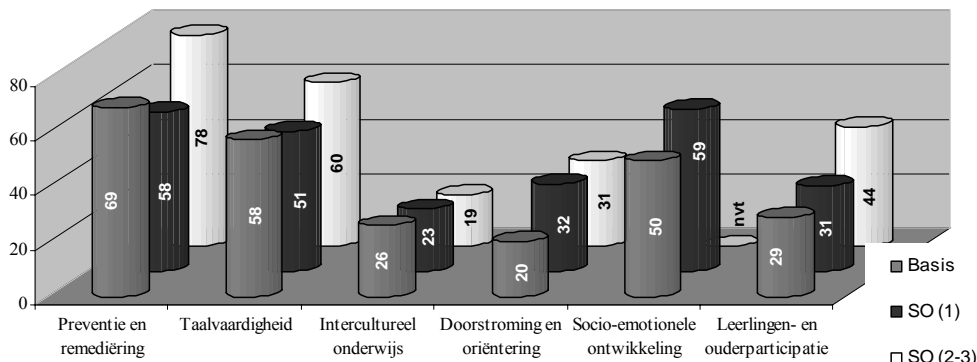 80
60
40
20
0
69
58
78
58
51
60
26
23
19
20
32
31
50
59
nvt
29
31
44
Preventie en
remediëring
Taalvaardigheid
Intercultureel
onderwijs
Doorstroming en
oriëntering
Socio-emotionele
ontwikkeling
Leerlingen- en
ouderparticipatie
Basis
SO (1)
SO (2-3)